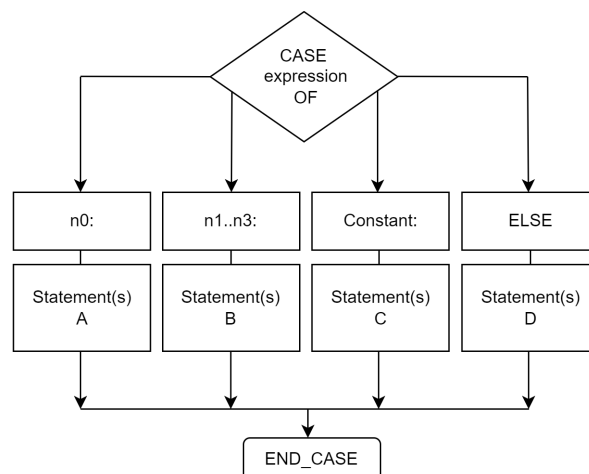 CASE
expression
OF
n0:
n1..n3:
Constant:
ELSE
Statement(s)
A
Statement(s)
B
Statement(s)
C
Statement(s)
D
END_CASE